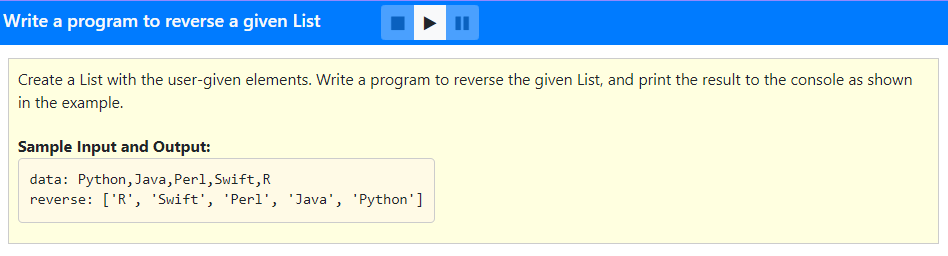 Write a program to reverse a given List
Create a List with the user-given elements. Write a program to reverse the given List, and print the result to the console as shown
in the example.
Sample Input and Output:
data: Python,Java,Perl,Swift,R
reverse: ['R', 'Swift', 'Perl', 'Java', 'Python']